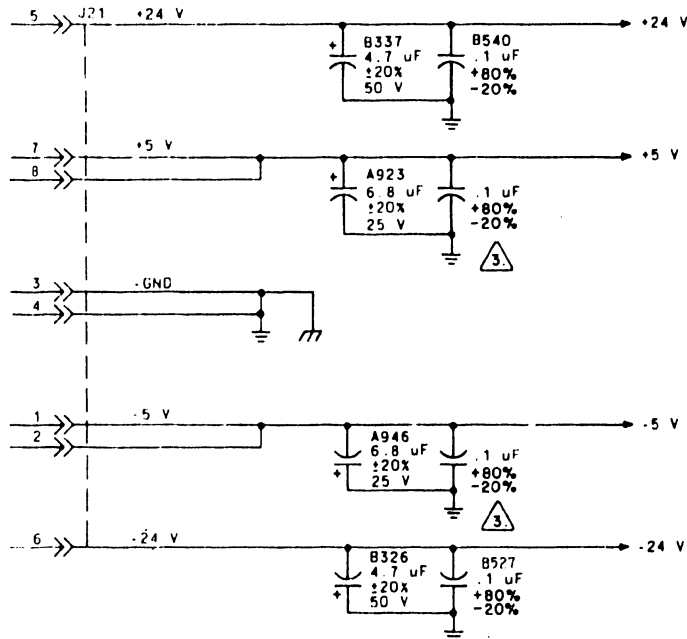 5 J21 +24 V +24 V
B337 B540
+ 4.7 uF .1 uF
±20% +80%
50 V -20%
7 +5 V +5 V
8
A923
+ 6.8 uF .1 uF
±20% +80%
25 V -20%
3.
3 -GND
4
1 -5 V -5 V
2
A946
6.8 uF .1 uF
±20% +80%
+ 25 V -20%
3.
6 -24 V -24 V
B326 B527
4.7 uF .1 uF
±20% +80%
+ 50 V -20%